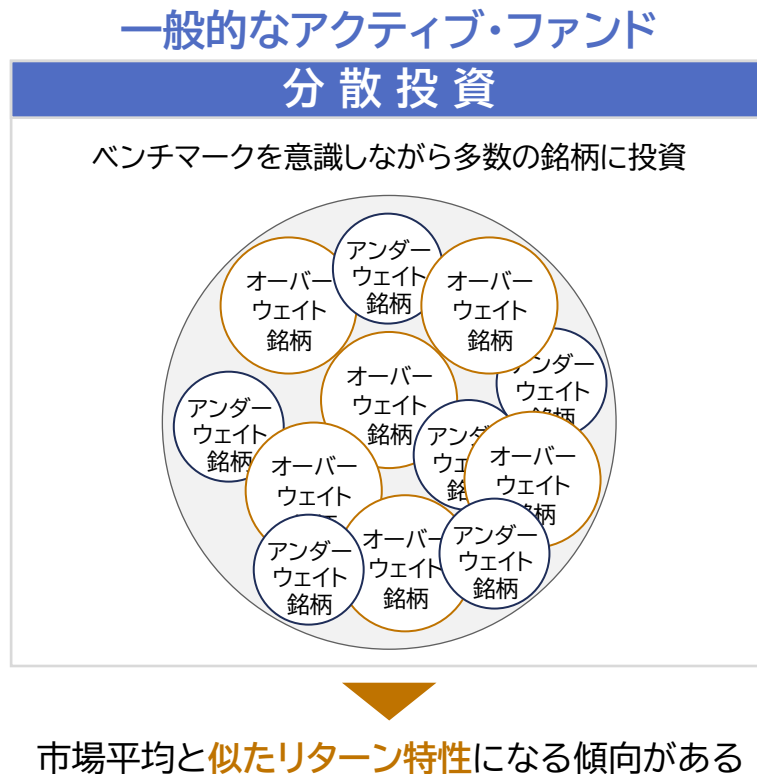 一般的なアクティブ・ファンド
分散投資
ベンチマークを意識しながら多数の銘柄に投資
アンダー
ウェイト
銘柄
オーバー
ウェイト
銘柄
オーバー
ウェイト
銘柄
オーバー
ウェイト
銘柄
ンダー
ウェイト
アンダー
ウェイト
銘柄
アンダ
ウェ
銘
オーバー
ウェイト
柄
オーバー
ウェイト
アンダー
ウェイト
銘柄
オーバー
ウェイト
銘柄
アンダー
ウェイト
銘柄
市場平均と似たリターン特性になる傾向がある